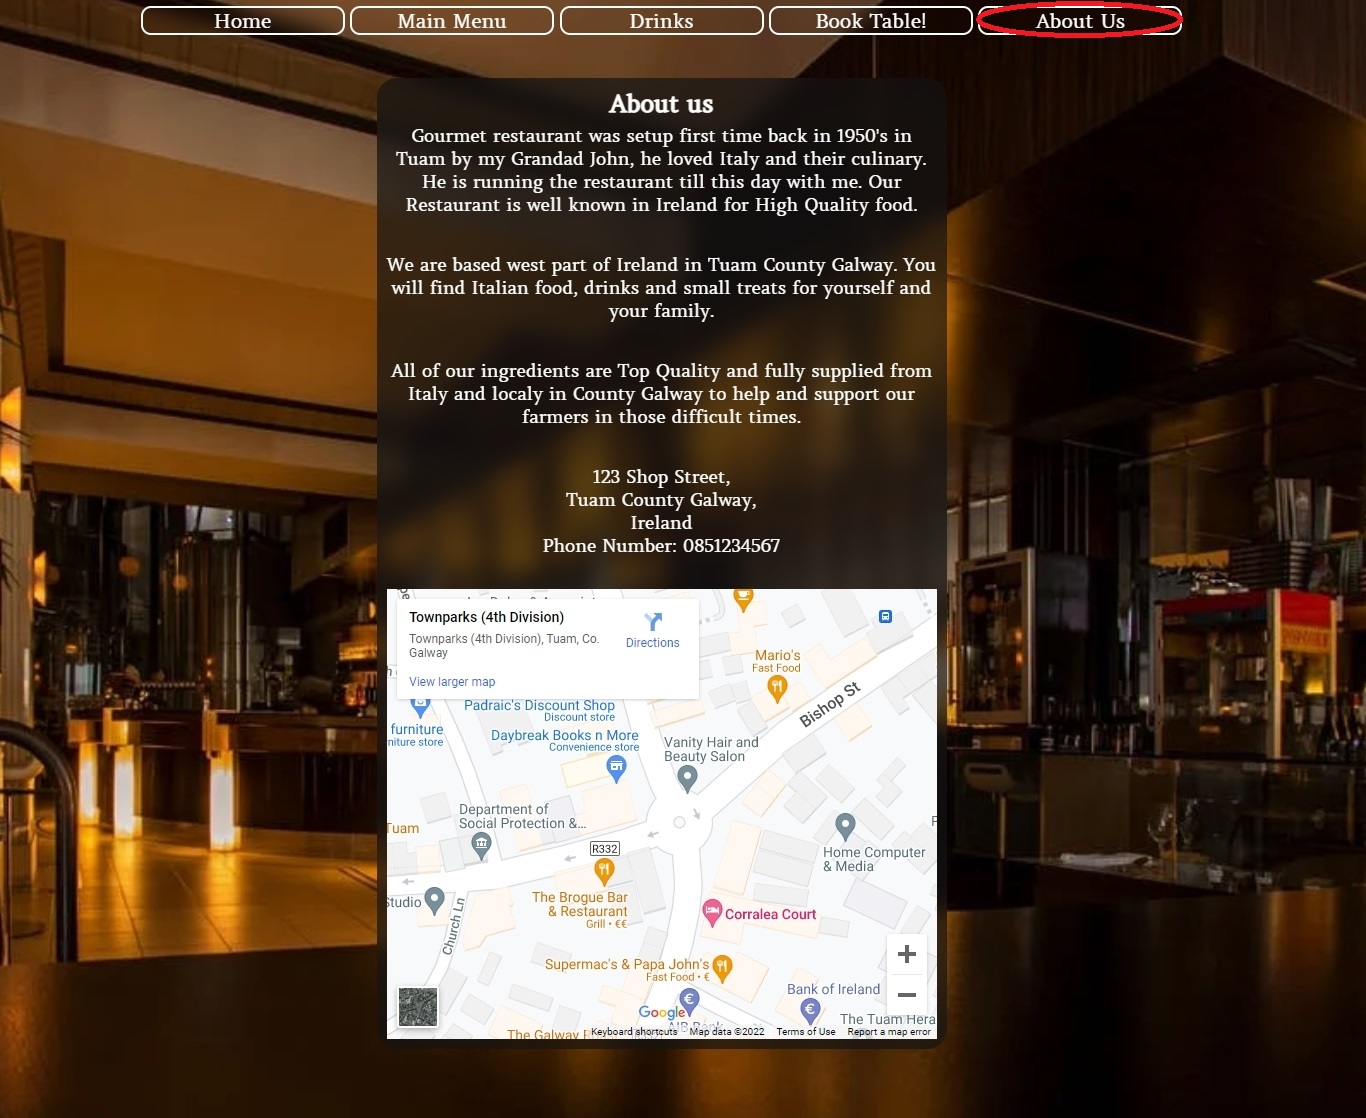 Home
Main Menu
Drinks
Book Table!
About Us
About us
Gourmet restaurant was setup first time back in 1950's in
Tuam by my Grandad John, he loved Italy and their culinary.
He is running the restaurant till this day with me. Our
Restaurant is well known in Ireland for High Quality food.
We are based west part of Ireland in Tuam County Galway. You
will find Italian food, drinks and small treats for yourself and
your family.
All of our ingredients are Top Quality and fully supplied from
Italy and localy in County Galway to help and support our
farmers in those difficult times.
123 Shop Street,
Tuam County Galway,
Ireland
Phone Number: 0851234567
Townparks (4th Division)
Townparks (4th Division), Tuam, Co.
Galway
Directions
View larger map
Mario's
Fast Food
Bishop St
Padraic's Discount Shop
Discount store
furniture
niture store
Daybreak Books n More
Convenience store
Vanity Hair and
Beauty Salon
Department of
Social Protection &...
Tuam
R332
Home Computer
& Media
The Brogue Bar
& Restaurant
Grill • €€
Studio
Church Ln
Corralea Court
Supermac's & Papa John's
Fast Food • €
Bank of Ireland
Google
AIB Bank
The Tuam Hera
The Galway
Keyboard shortcuts
Map data ©2022
Terms of Use
Report a map error